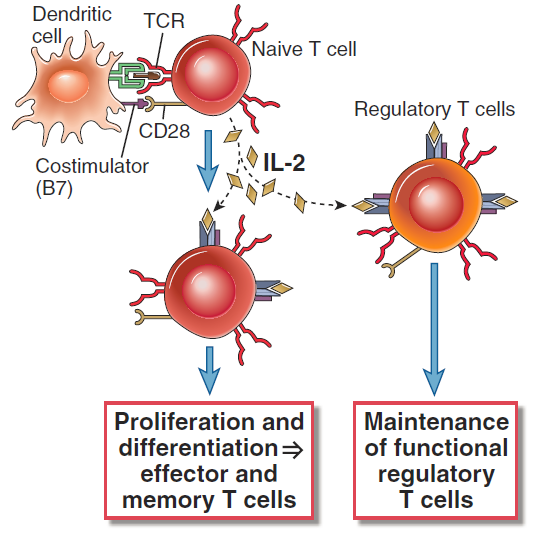 Dendritic
cell
TCR
Naive T cell
CD28
Costimulator
(B7)
IL-2
Regulatory T cells
Proliferation and
differentiation⇒
effector and
memory T cells
Maintenance
of functional
regulatory
T cells